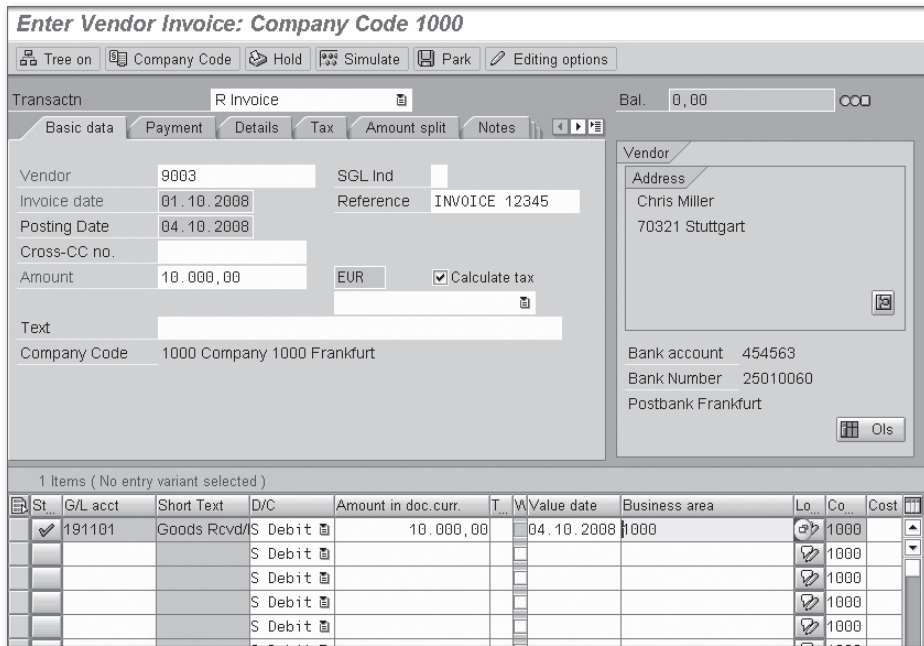 Enter Vendor Invoice: Company Code 1000
Tree on Company Code Hold Simulate Park Editing options
Transactn R Invoice Bal. 0,00
Basic data Payment Details Tax Amount split Notes
Vendor 9003 SGL Ind
Invoice date 01.10.2008 Reference INVOICE 12345
Posting Date 04.10.2008
Cross-CC no.
Amount 10.000,00 EUR Calculate tax
Text
Company Code 1000 Company 1000 Frankfurt
Vendor
Address
Chris Miller
70321 Stuttgart
Bank account 454563
Bank Number 25010060
Postbank Frankfurt
OIs
1 Items ( No entry variant selected )
St... G/L acct Short Text D/C Amount in doc.curr. T... W Value date Business area Lo... Co... Cost
191101 Goods Rcvd/I S Debit 10.000,00 04.10.2008 1000 1000
S Debit 1000
S Debit 1000
S Debit 1000
S Debit 1000